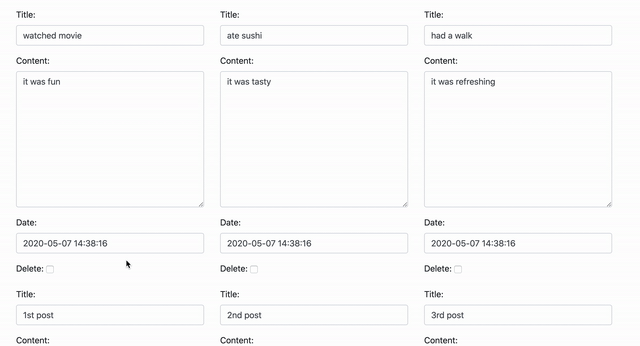 Title: Title: Title:
watched movie ate sushi had a walk
Content: Content: Content:
it was fun it was tasty it was refreshing
Date: Date: Date:
2020-05-07 14:38:16 2020-05-07 14:38:16 2020-05-07 14:38:16
Delete: Delete: Delete:
Title: Title: Title:
1st post 2nd post 3rd post
Content: Content: Content: